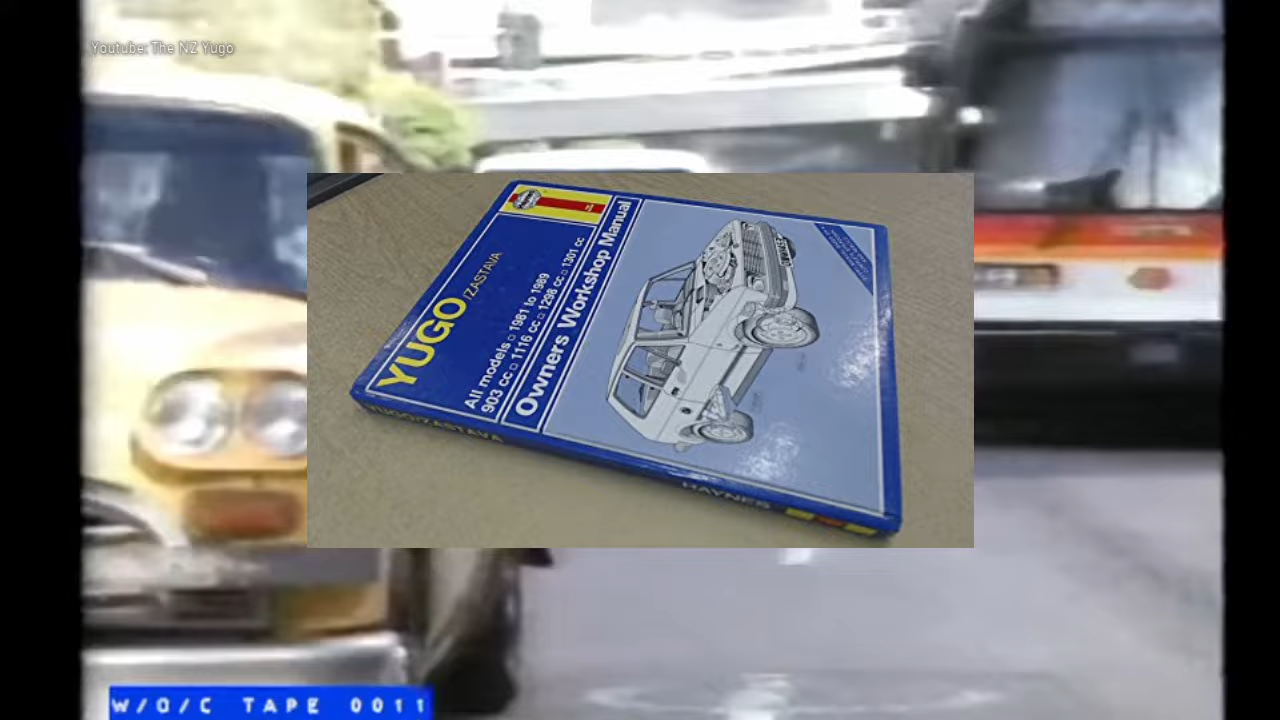 Youtube: The NZ Yugo
YUGO/ZASTAVA
All models □ 1981 to 1989
903 cc □ 1116 cc □ 1298 cc □ 1301 cc
Owners Workshop Manual
YUGO/ZASTAVA
HAYNES
W/O/C TAPE 0011